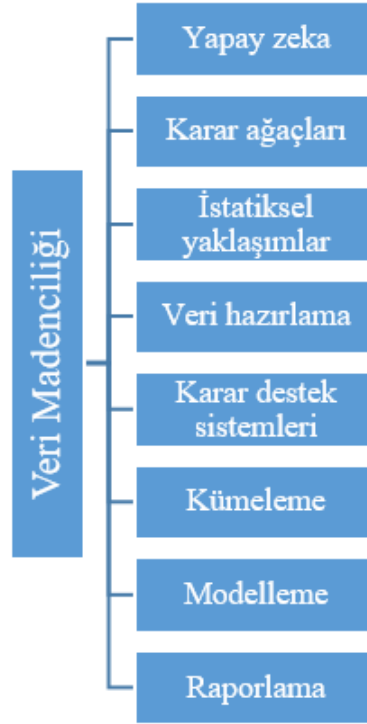 Veri Madenciliği
Yapay zeka
Karar ağaçları
İstatiksel
yaklaşımlar
Veri hazırlama
Karar destek
sistemleri
Kümeleme
Modelleme
Raporlama